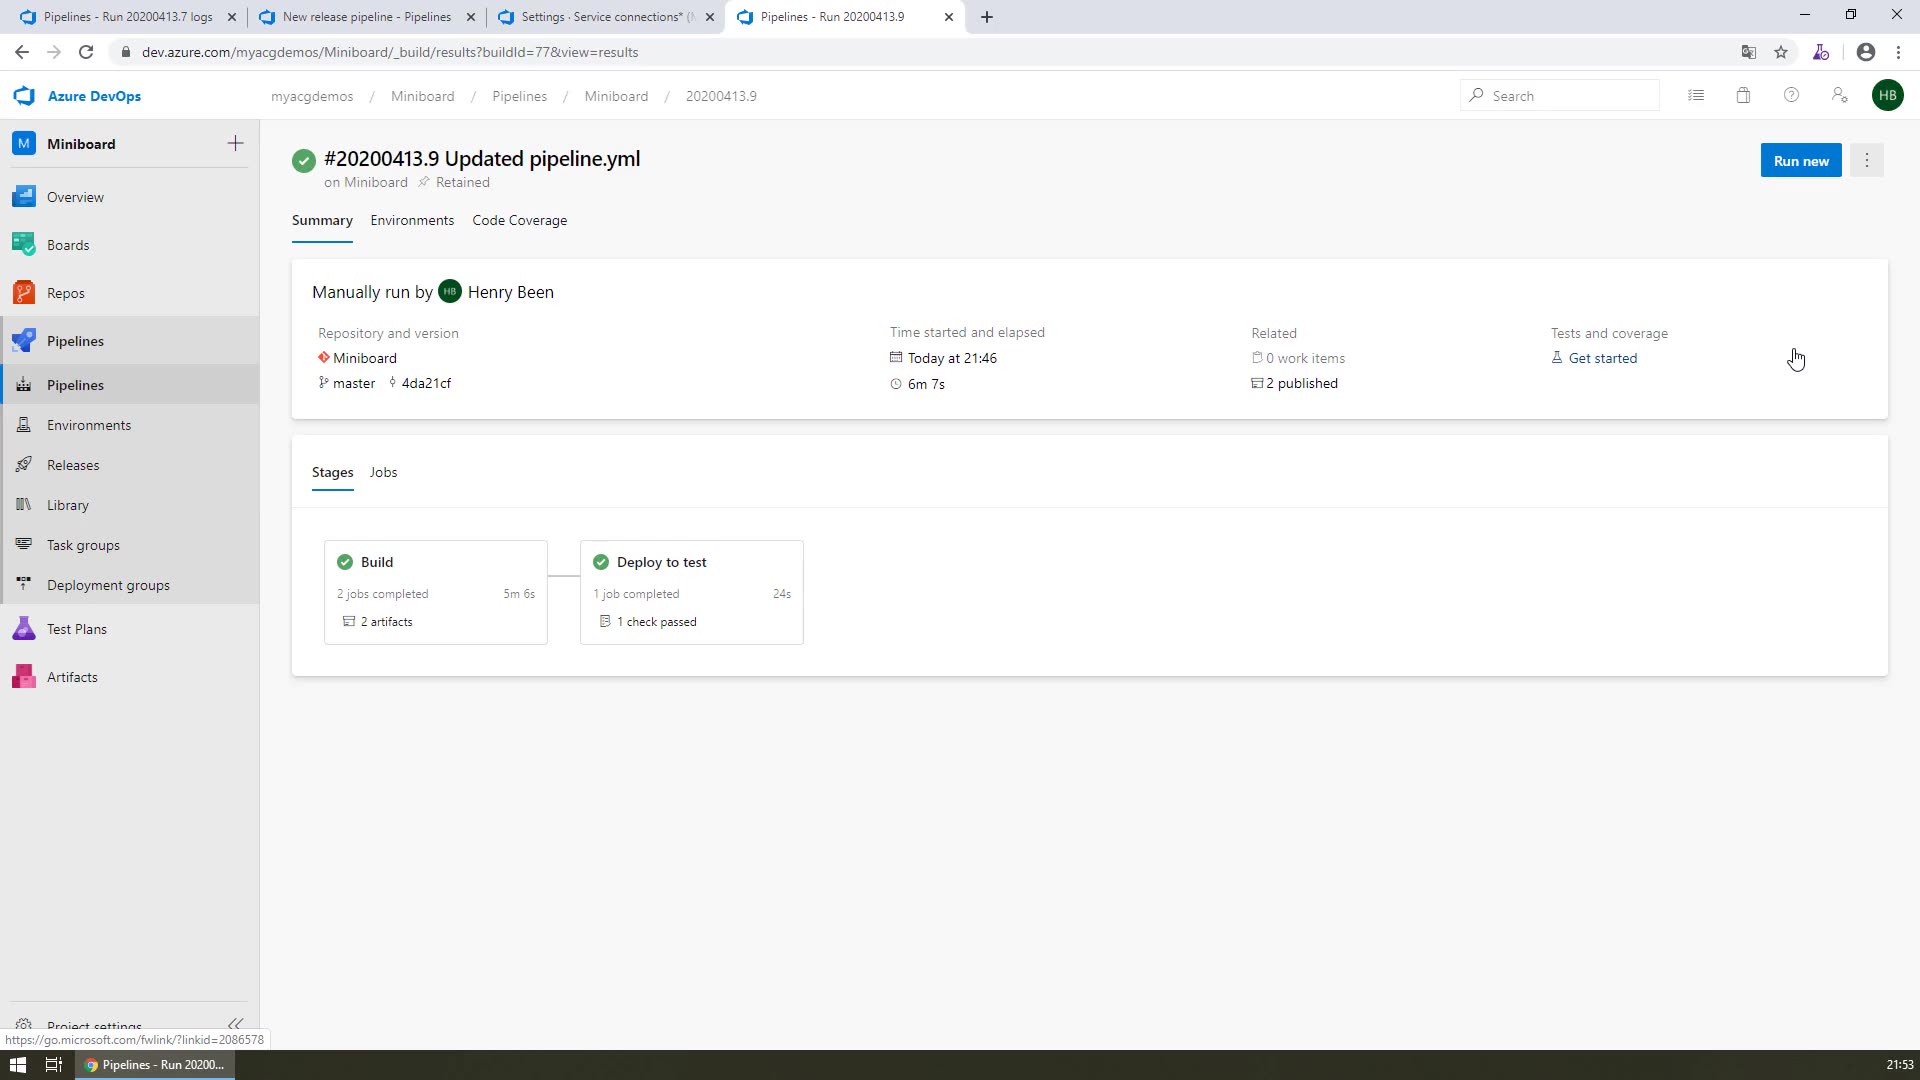 Pipelines - Run 20200413.7 logs
New release pipeline - Pipelines
Settings · Service connections* (
Pipelines - Run 20200413.9
dev.azure.com/myacgdemos/Miniboard/_build/results?buildId=77&view=results
Azure DevOps
myacgdemos / Miniboard / Pipelines / Miniboard / 20200413.9
Search
HB
M Miniboard
Overview
Boards
Repos
Pipelines
Pipelines
Environments
Releases
Library
Task groups
Deployment groups
Test Plans
Artifacts
Project settings
https://go.microsoft.com/fwlink/?linkid=2086578
#20200413.9 Updated pipeline.yml
on Miniboard Retained
Run new
Summary Environments Code Coverage
Manually run by HB Henry Been
Repository and version
Miniboard
master 4da21cf
Time started and elapsed
Today at 21:46
6m 7s
Related
0 work items
2 published
Tests and coverage
Get started
Stages Jobs
Build
2 jobs completed 5m 6s
2 artifacts
Deploy to test
1 job completed 24s
1 check passed
Pipelines - Run 20200...
21:53